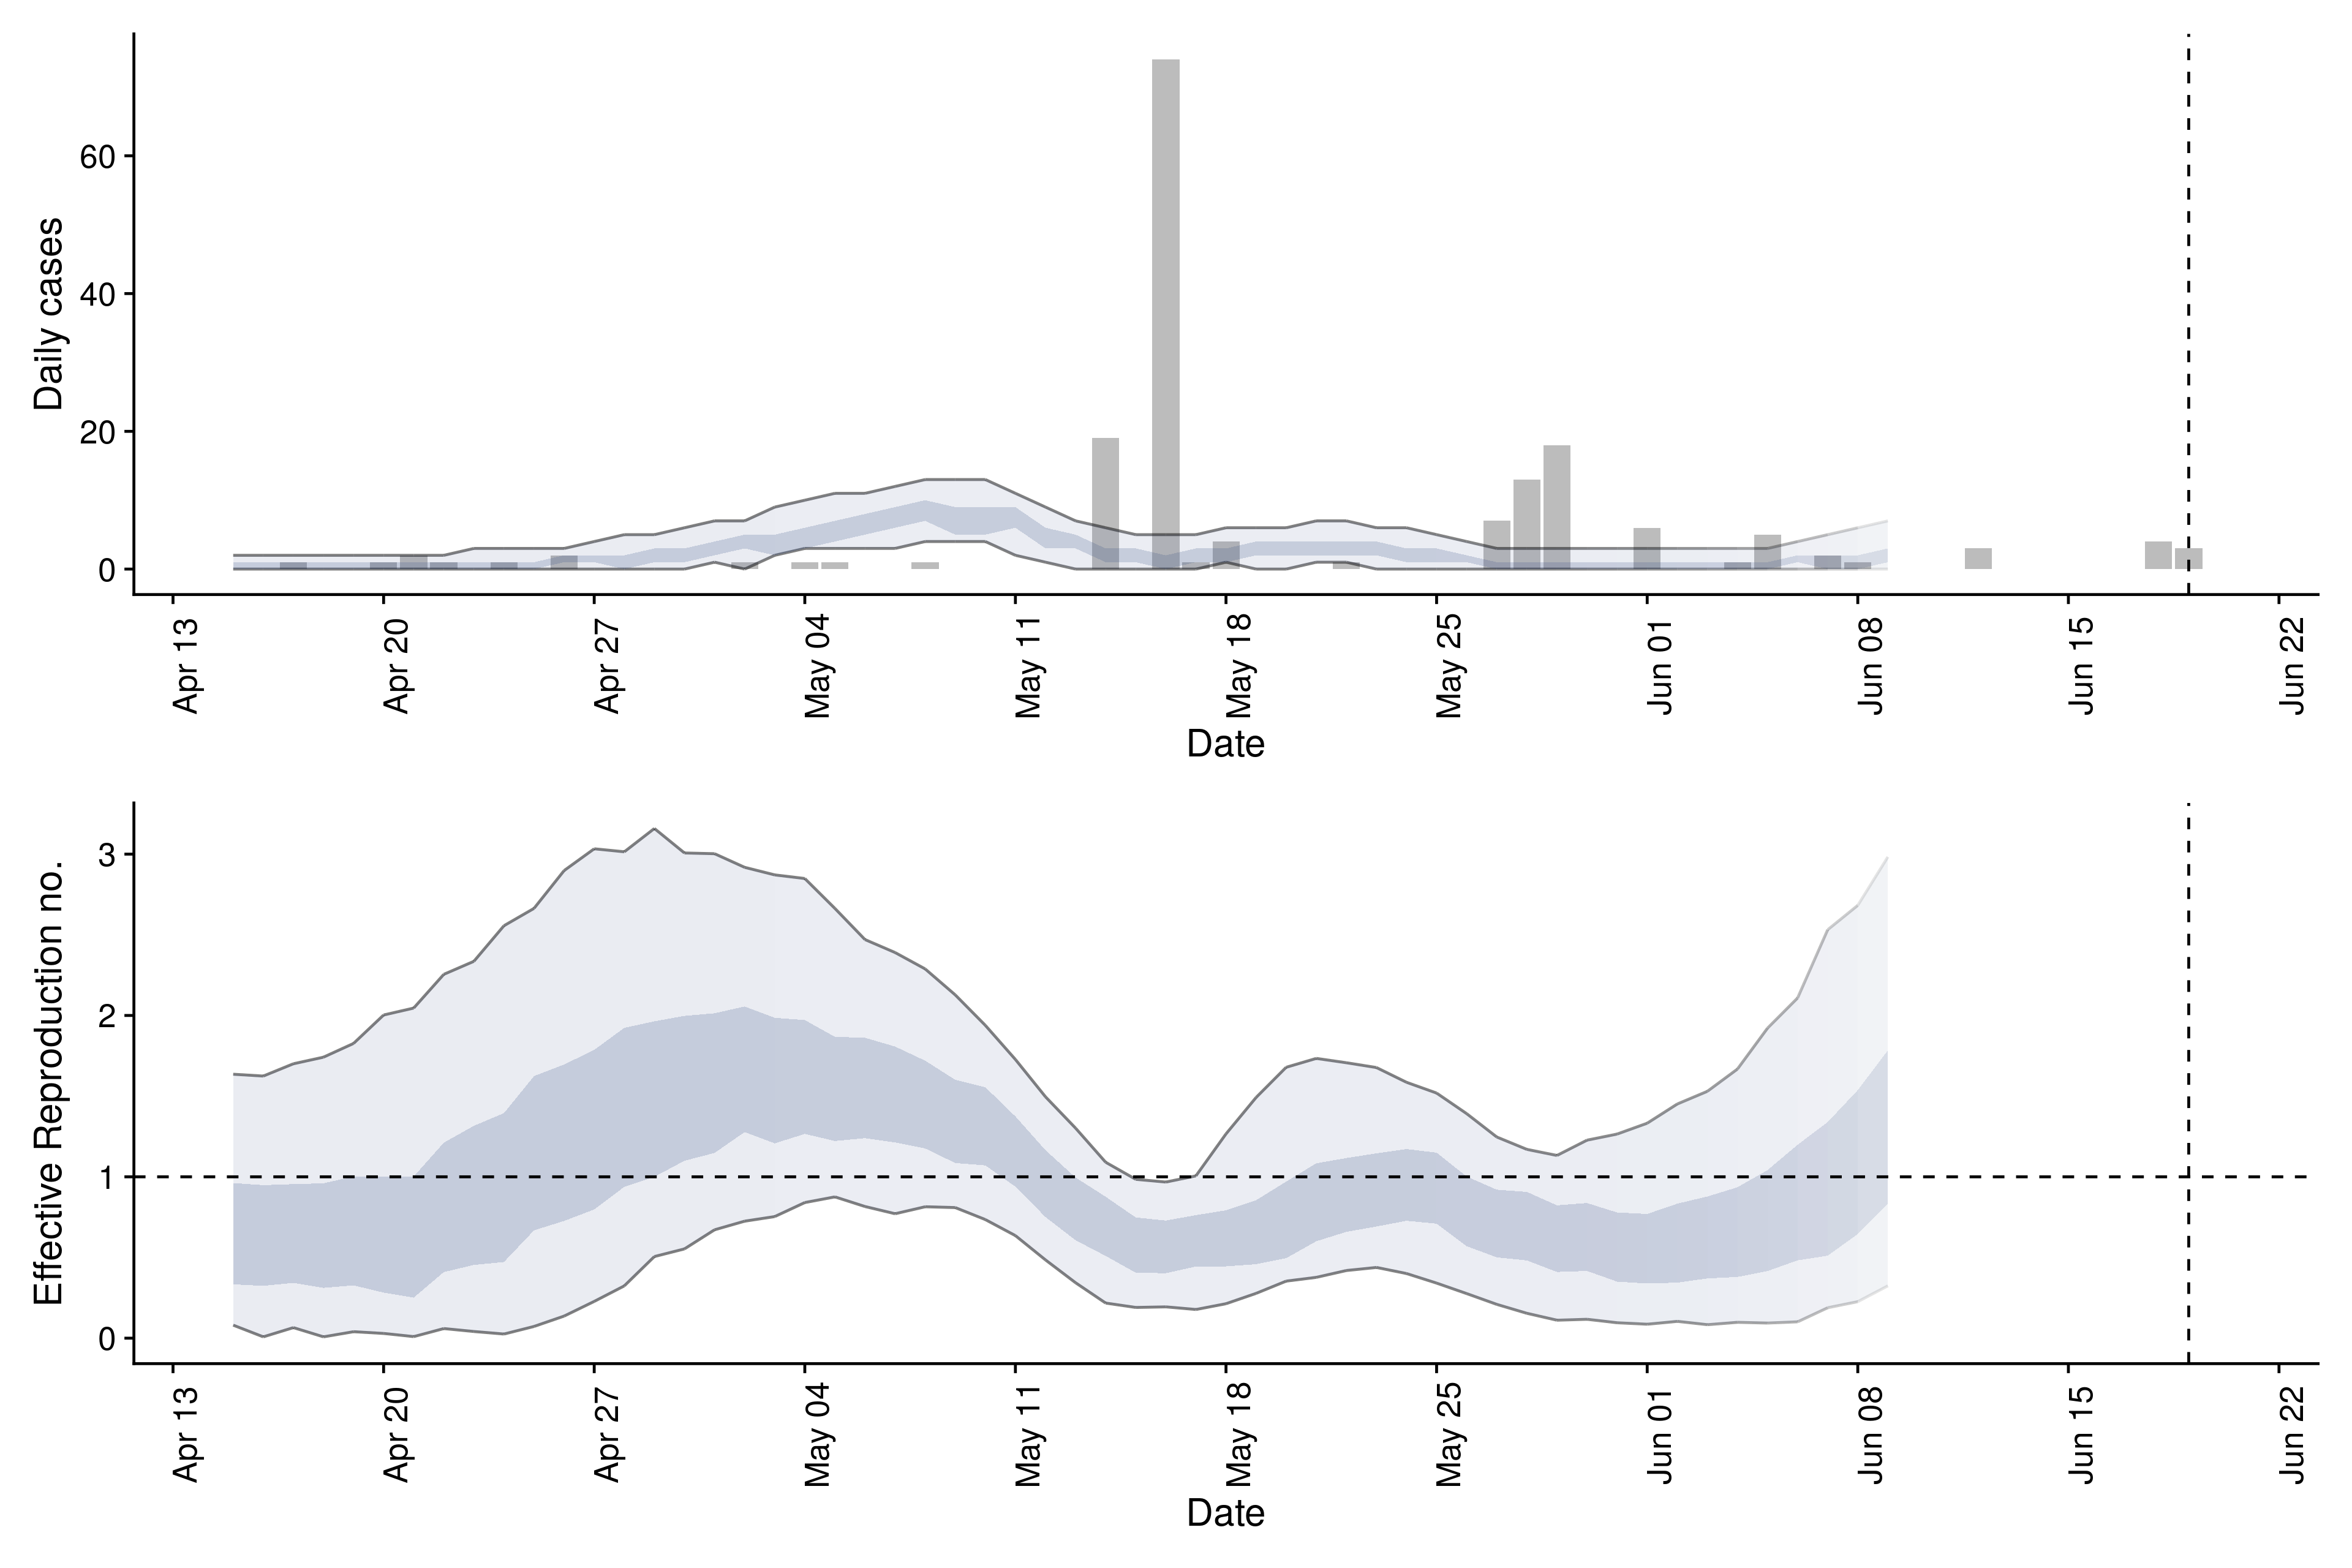 Daily cases
60
40
20
0
Apr 13
Apr 20
Apr 27
May 04
May 11
May 18
May 25
Jun 01
Jun 08
Jun 15
Jun 22
Date
Effective Reproduction no.
3
2
1
0
Apr 13
Apr 20
Apr 27
May 04
May 11
May 18
May 25
Jun 01
Jun 08
Jun 15
Jun 22
Date